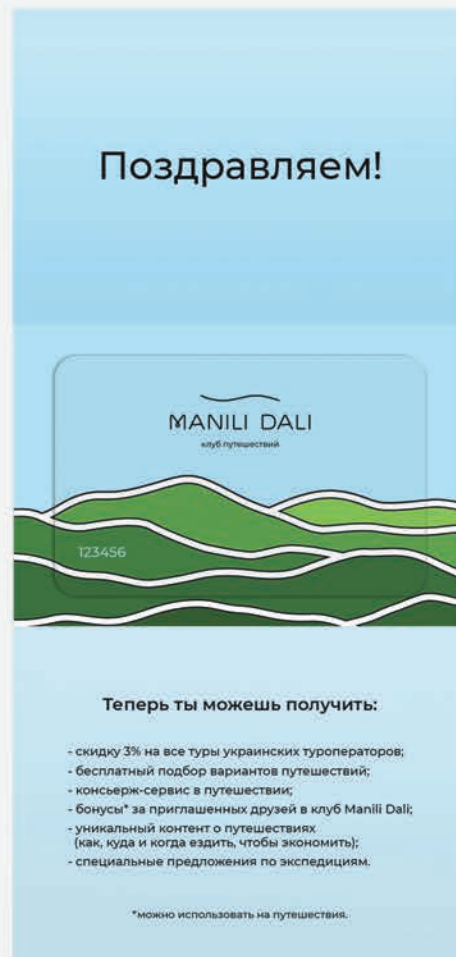 Поздравляем!
MANILI DALI
клуб путешествий
123456
Теперь ты можешь получить:
- скидку 3% на все туры украинских туроператоров;
- бесплатный подбор вариантов путешествий;
- консьерж-сервис в путешествии;
- бонусы* за приглашенных друзей в клуб Manili Dali;
- уникальный контент о путешествиях
(как, куда и когда ездить, чтобы экономить);
- специальные предложения по экспедициям.
*можно использовать на путешествия.